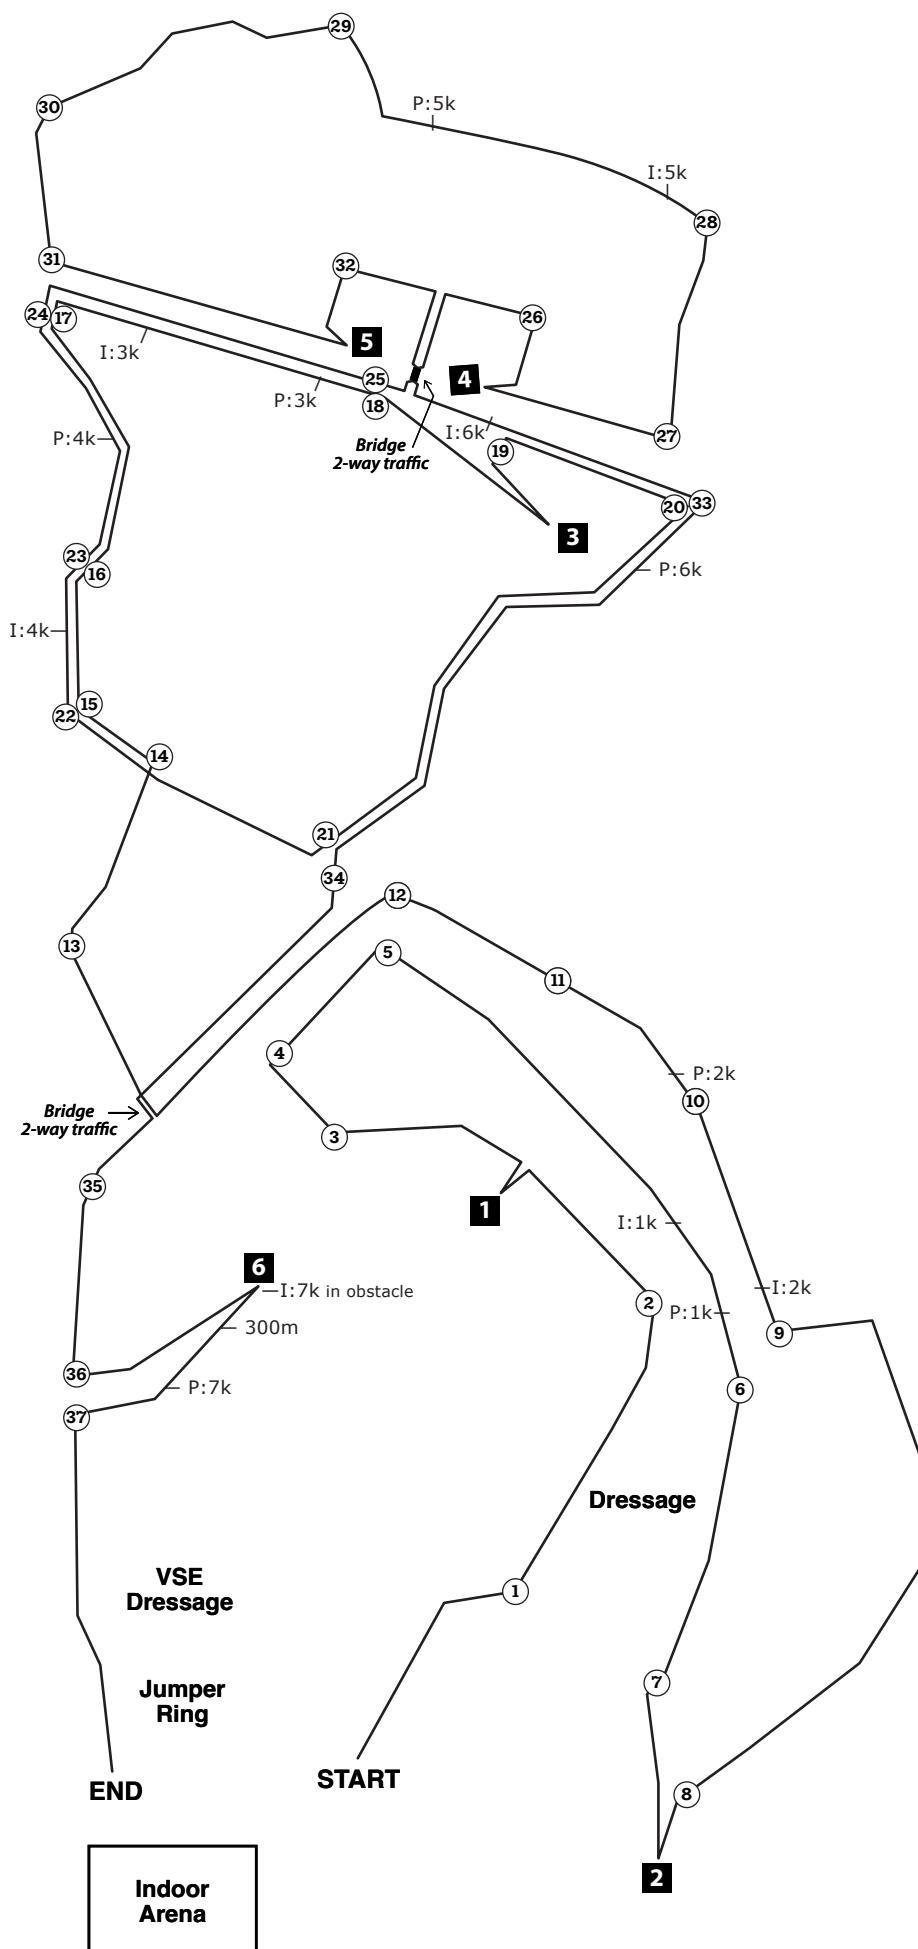 29
P:5k
30
I:5k
28
31
32
26
24
17
5
I:3k
25
4
P:3k
18
Bridge
2-way traffic
I:6k
27
P:4k
19
20
33
3
23
16
P:6k
I:4k
15
22
14
21
34
12
13
5
11
4
P:2k
10
Bridge
2-way traffic
3
35
1
I:1k
6
I:7k in obstacle
I:2k
2
P:1k
300m
9
36
P:7k
6
37
Dressage
VSE
Dressage
1
7
Jumper
Ring
START
END
8
2
Indoor
Arena